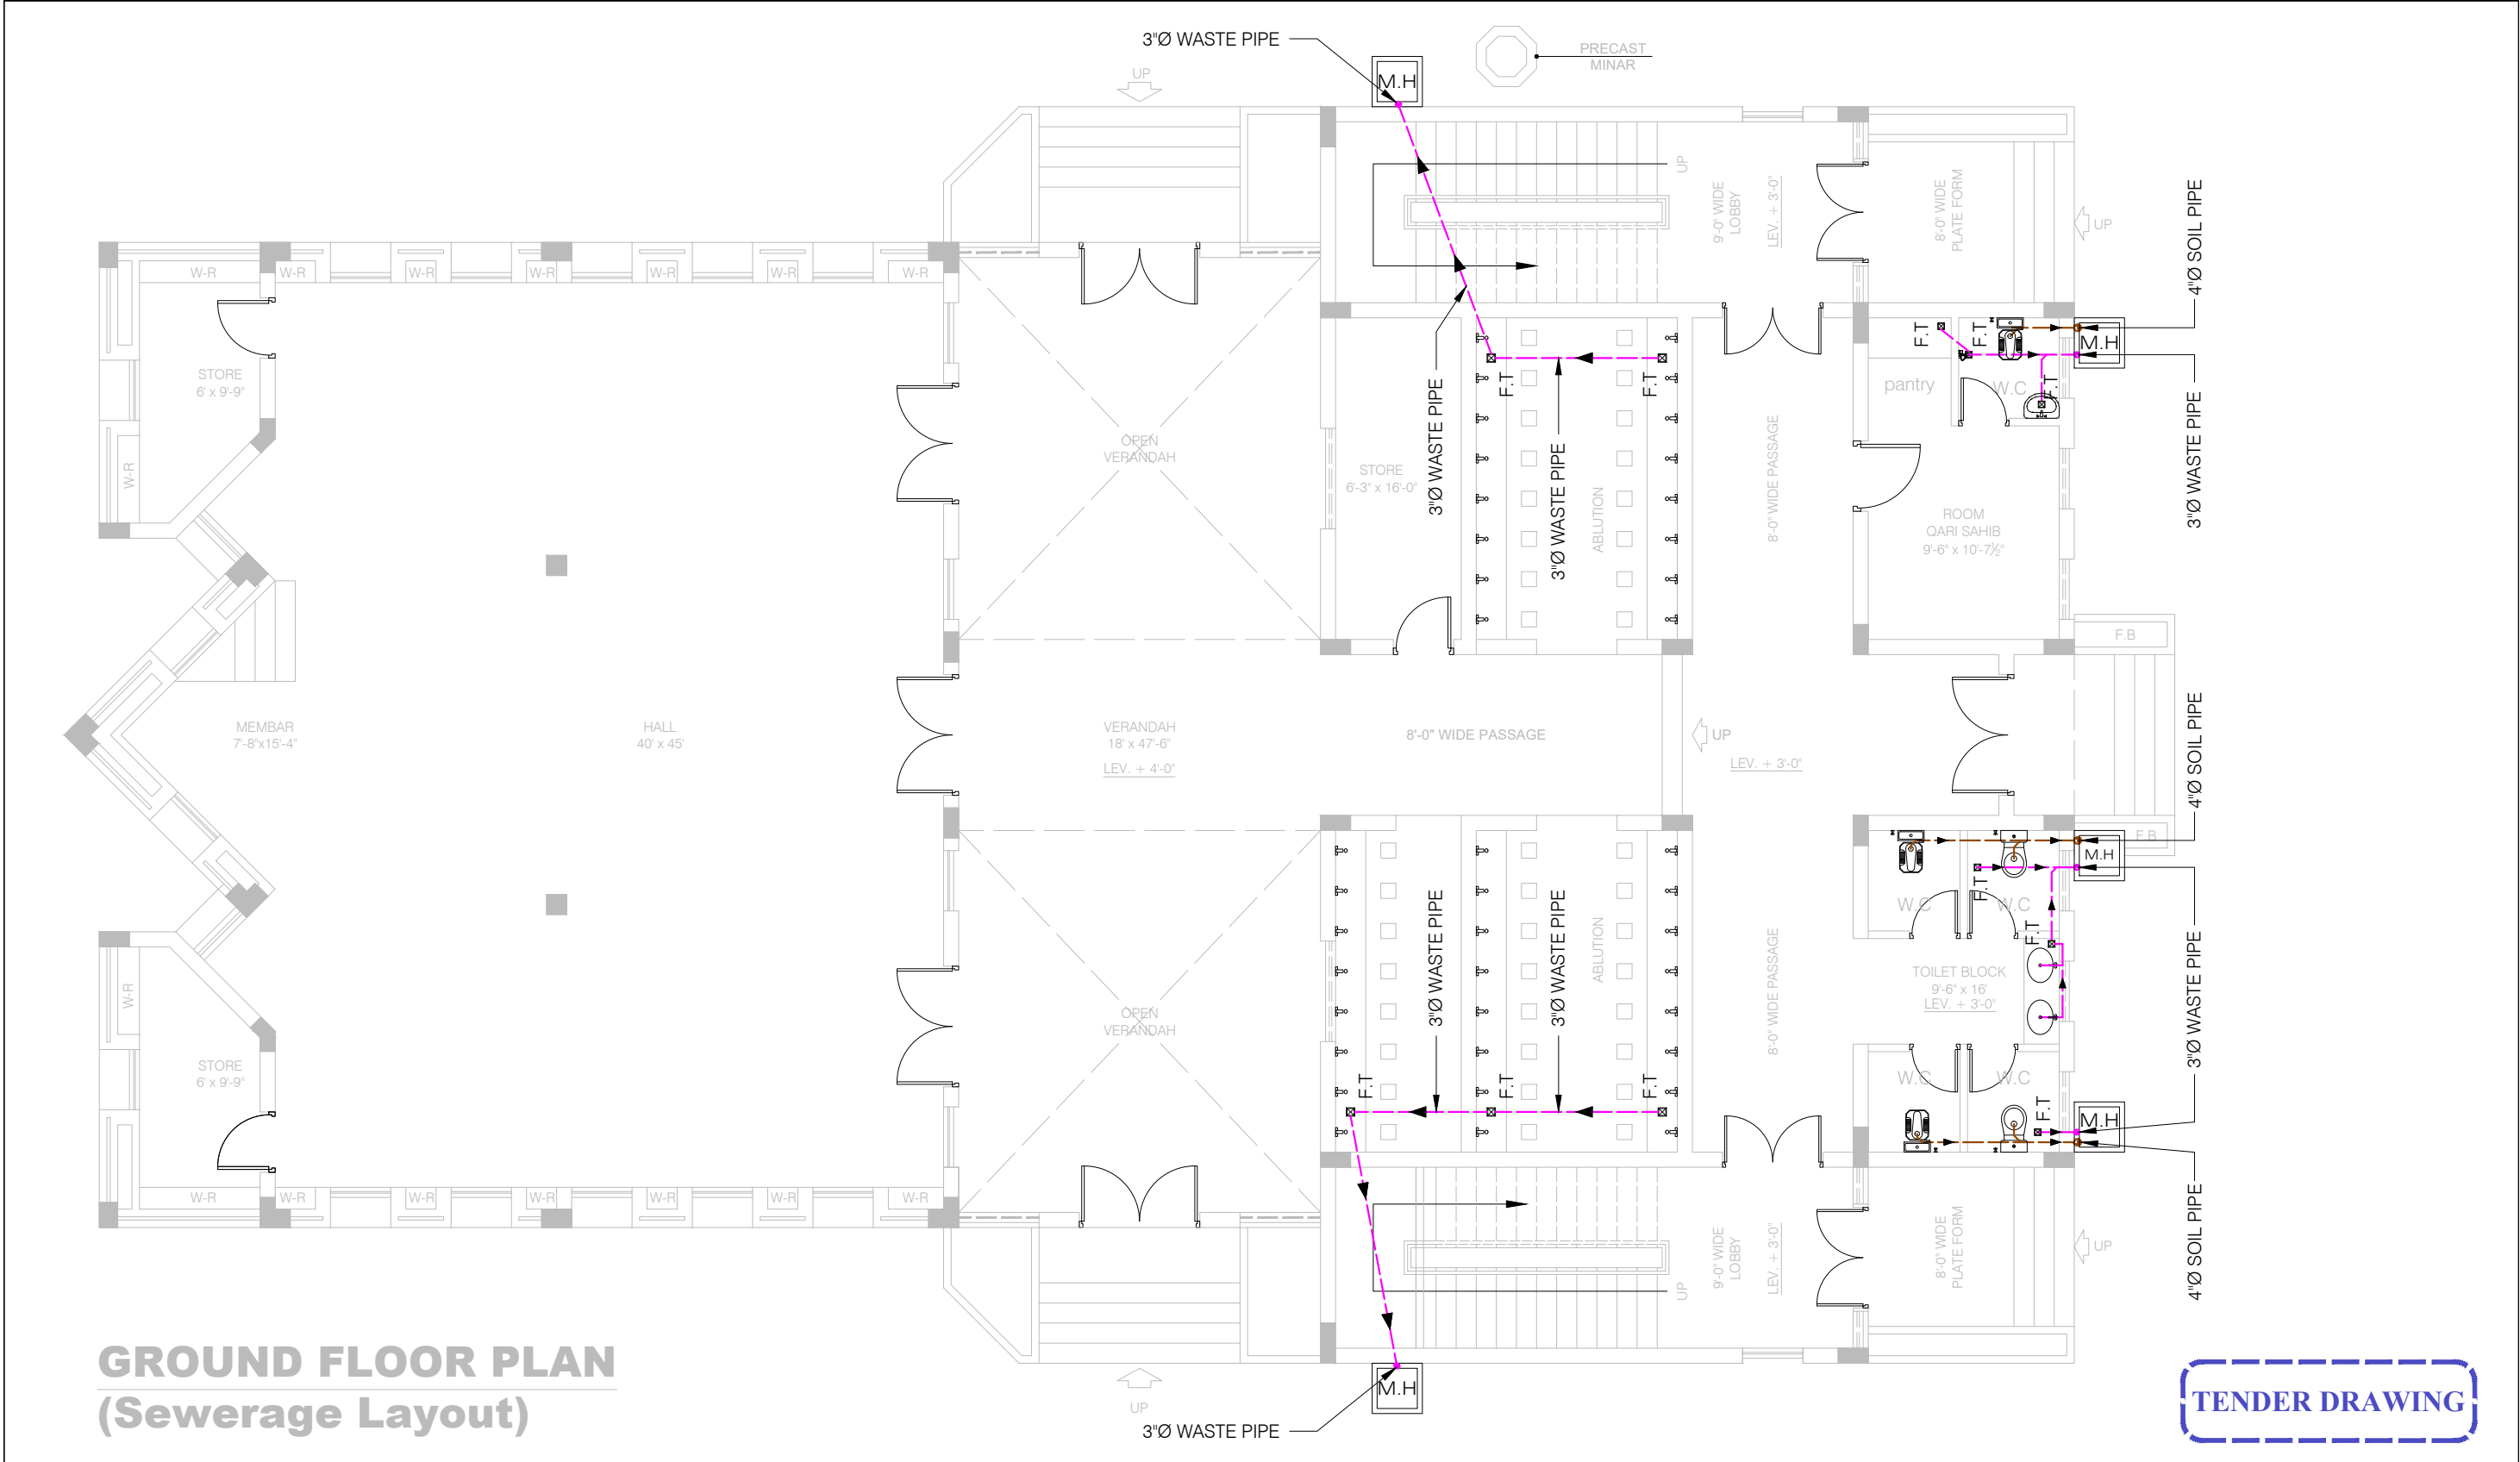 3"Ø WASTE PIPE
M.H
PRECAST
MINAR
UP
UP
9'-0" WIDE
LOBBY
LEV. + 3'-0"
8'-0" WIDE
PLATE FORM
UP
4"Ø SOIL PIPE
W-R
W-R
W-R
W-R
W-R
W-R
W-R
STORE
6' x 9'-9"
W-R
OPEN
VERANDAH
3"Ø WASTE PIPE
STORE
6'-3" x 16'-0"
F.T
F.T
3"Ø WASTE PIPE
ABLUTION
8'-0" WIDE PASSAGE
F.T
F.T
M.H
pantry
W.C
F.T
3"Ø WASTE PIPE
ROOM
QARI SAHIB
9'-6" x 10'-7½"
F.B
MEMBAR
7'-8"x15'-4"
HALL
40' x 45'
VERANDAH
18' x 47'-6"
LEV. + 4'-0"
8'-0" WIDE PASSAGE
UP
LEV. + 3'-0"
4"Ø SOIL PIPE
F.B
M.H
F.T
W.C
W.C
F.T
TOILET BLOCK
9'-6" x 16'
LEV. + 3'-0"
3"Ø WASTE PIPE
3"Ø WASTE PIPE
3"Ø WASTE PIPE
ABLUTION
8'-0" WIDE PASSAGE
OPEN
VERANDAH
W-R
STORE
6' x 9'-9"
F.T
F.T
F.T
W.C
W.C
F.T
M.H
4"Ø SOIL PIPE
W-R
W-R
W-R
W-R
W-R
W-R
W-R
9'-0" WIDE
LOBBY
LEV. + 3'-0"
8'-0" WIDE
PLATE FORM
UP
UP
UP
M.H
3"Ø WASTE PIPE
GROUND FLOOR PLAN
(Sewerage Layout)
TENDER DRAWING